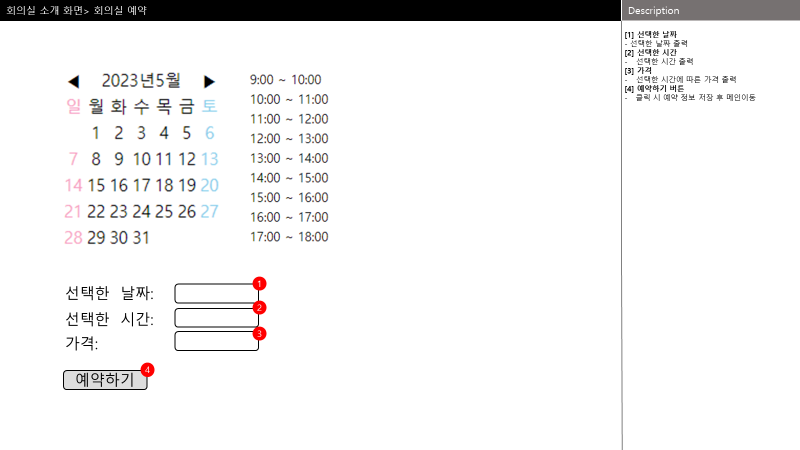 회의실 소개 화면> 회의실 예약
Description
◀ 2023년5월 ▶
일 월 화 수 목 금 토
1 2 3 4 5 6
7 8 9 10 11 12 13
14 15 16 17 18 19 20
21 22 23 24 25 26 27
28 29 30 31
9:00 ~ 10:00
10:00 ~ 11:00
11:00 ~ 12:00
12:00 ~ 13:00
13:00 ~ 14:00
14:00 ~ 15:00
15:00 ~ 16:00
16:00 ~ 17:00
17:00 ~ 18:00
선택한 날짜: 1
선택한 시간: 2
가격: 3
예약하기 4
[1] 선택한 날짜
- 선택한 날짜 출력
[2] 선택한 시간
- 선택한 시간 출력
[3] 가격
- 선택한 시간에 따른 가격 출력
[4] 예약하기 버튼
- 클릭 시 예약 정보 저장 후 메인이동